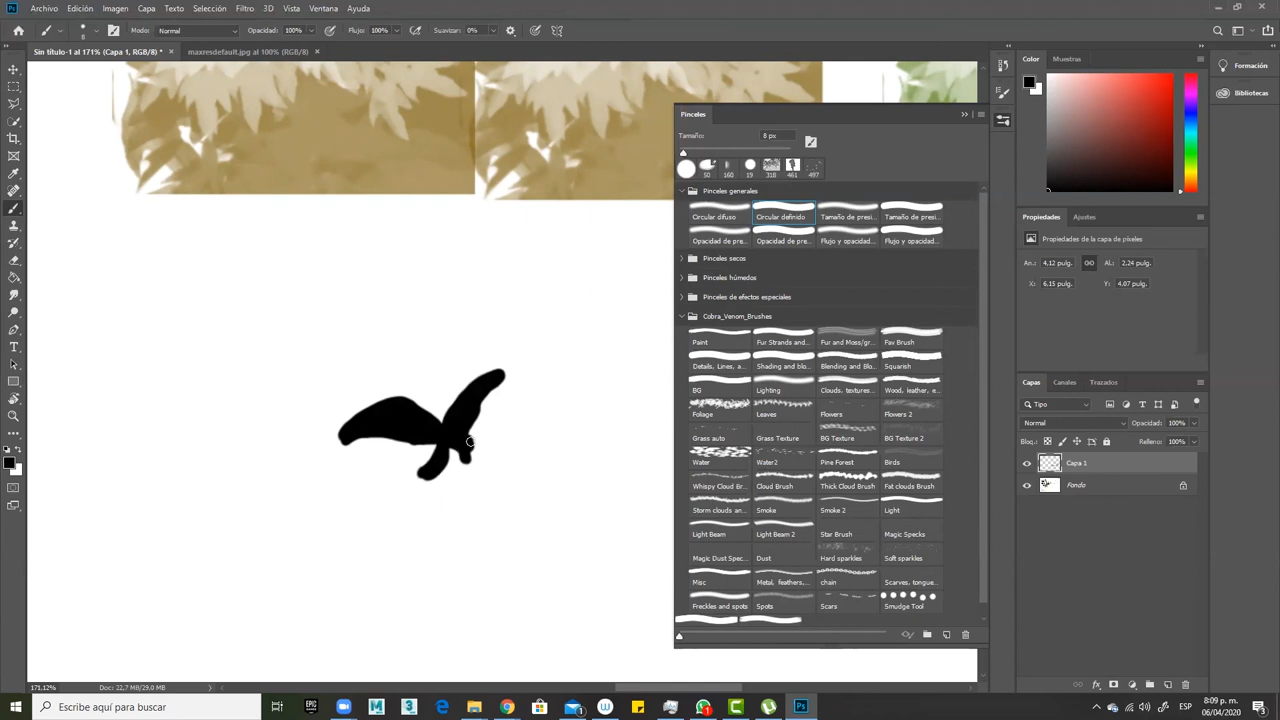 Archivo Edición Imagen Capa Texto Selección Filtro 3D Vista Ventana Ayuda
8 Modo: Normal Opacidad: 100% Flujo: 100% Suavizar: 0%
Sin título-1 al 171% (Capa 1, RGB/8) * × maxresdefault.jpg al 100% (RGB/8) ×
Pinceles
Tamaño: 8 px
50 160 19 318 461 497
Pinceles generales
Circular difuso Circular definido Tamaño de presi... Tamaño de presi...
Opacidad de pre... Opacidad de pre... Flujo y opacidad... Flujo y opacidad...
Pinceles secos
Pinceles húmedos
Pinceles de efectos especiales
Cobra_Venom_Brushes
Paint Fur Strands and... Fur and Moss/gr... Fav Brush
Details, Lines, a... Shading and blo... Blending and Blo... Squarish
BG Lighting Clouds, textures... Wood, leather, e...
Foliage Leaves Flowers Flowers 2
Grass auto Grass Texture BG Texture BG Texture 2
Water Water2 Pine Forest Birds
Whispy Cloud Br... Cloud Brush Thick Cloud Brush Fat clouds Brush
Storm clouds an... Smoke Smoke 2 Light
Light Beam Light Beam 2 Star Brush Magic Specks
Magic Dust Spec... Dust Hard sparkles Soft sparkles
Misc Metal, feathers,... chain Scarves, tongue...
Freckles and spots Spots Scars Smudge Tool
Color Muestras
Formación
Bibliotecas
Propiedades Ajustes
Propiedades de la capa de píxeles
An.: 4,12 pulg. GO Al.: 2,24 pulg.
X: 6,15 pulg. Y: 4,07 pulg.
Capas Canales Trazados
Tipo
Normal Opacidad: 100%
Bloq.: Relleno: 100%
Capa 1
Fondo
171,12% Doc: 22,7 MB/29,0 MB
Escribe aquí para buscar
ESP
8:09 p. m.
06/04/2020